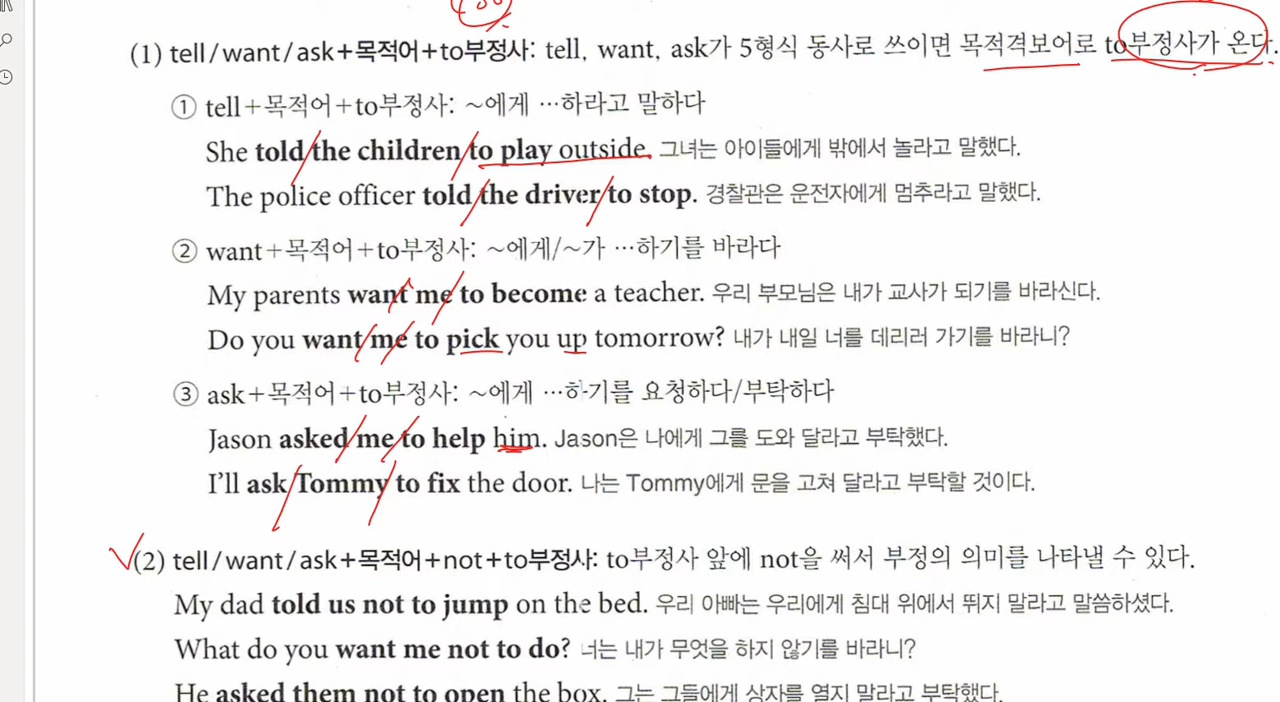 (1) tell/want/ask+목적어+to부정사: tell, want, ask가 5형식 동사로 쓰이면 목적격보어로 to부정사가 온다.
① tell+목적어+to부정사: ~에게 …하라고 말하다
She told the children to play outside. 그녀는 아이들에게 밖에서 놀라고 말했다.
The police officer told the driver to stop. 경찰관은 운전자에게 멈추라고 말했다.
② want+목적어+to부정사: ~에게/~가 …하기를 바라다
My parents want me to become a teacher. 우리 부모님은 내가 교사가 되기를 바라신다.
Do you want me to pick you up tomorrow? 내가 내일 너를 데리러 가기를 바라니?
③ ask+목적어+to부정사: ~에게 …하기를 요청하다/부탁하다
Jason asked me to help him. Jason은 나에게 그를 도와 달라고 부탁했다.
I'll ask Tommy to fix the door. 나는 Tommy에게 문을 고쳐 달라고 부탁할 것이다.
(2) tell/want/ask+목적어+not+to부정사: to부정사 앞에 not을 써서 부정의 의미를 나타낼 수 있다.
My dad told us not to jump on the bed. 우리 아빠는 우리에게 침대 위에서 뛰지 말라고 말씀하셨다.
What do you want me not to do? 너는 내가 무엇을 하지 않기를 바라니?
He asked them not to open the box. 그는 그들에게 상자를 열지 말라고 부탁했다.